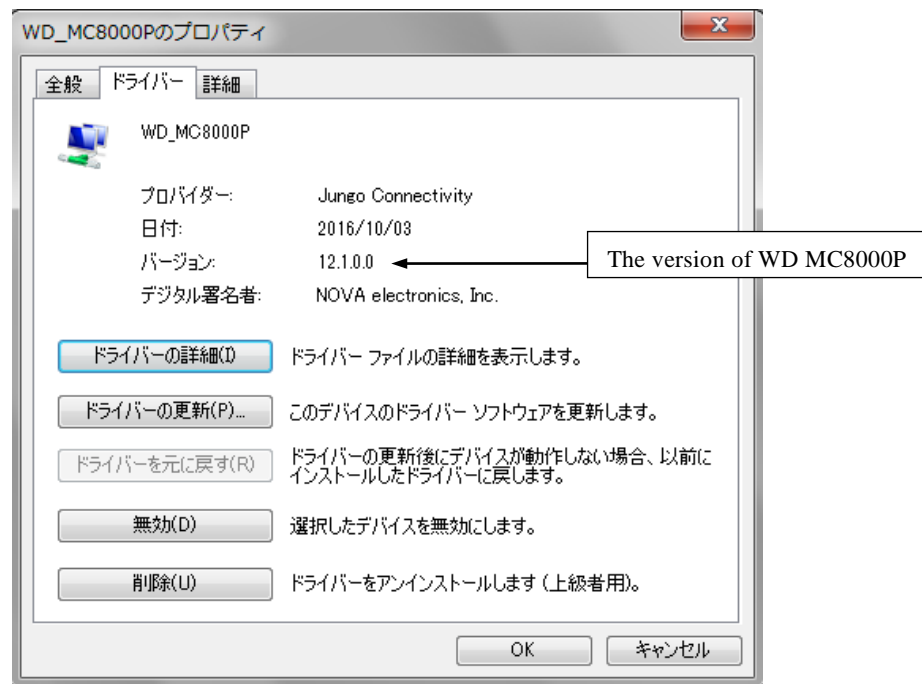 WD_MC8000Pのプロパティ
全般 ドライバー 詳細
WD_MC8000P
プロバイダー: Jungo Connectivity
日付: 2016/10/03
バージョン: 12.1.0.0
The version of WD MC8000P
デジタル署名者: NOVA electronics, Inc.
ドライバーの詳細(I) ドライバー ファイルの詳細を表示します。
ドライバーの更新(P)... このデバイスのドライバー ソフトウェアを更新します。
ドライバーを元に戻す(R) ドライバーの更新後にデバイスが動作しない場合、以前に
インストールしたドライバーに戻します。
無効(D) 選択したデバイスを無効にします。
削除(U) ドライバーをアンインストールします (上級者用)。
OK キャンセル